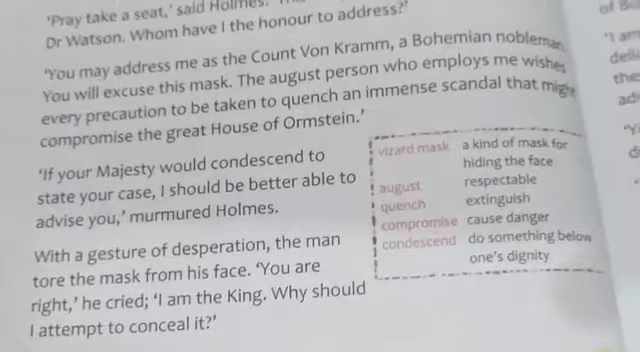 'Pray take a seat,' said Holmes.
Dr Watson. Whom have I the honour to address?'
'You may address me as the Count Von Kramm, a Bohemian nobleman.
You will excuse this mask. The august person who employs me wishes
every precaution to be taken to quench an immense scandal that might
compromise the great House of Ormstein.'
'If your Majesty would condescend to
state your case, I should be better able to
advise you,' murmured Holmes.
With a gesture of desperation, the man
tore the mask from his face. 'You are
right,' he cried; 'I am the King. Why should
I attempt to conceal it?'
vizard mask a kind of mask for
hiding the face
august respectable
quench extinguish
compromise cause danger
condescend do something below
one's dignity
of
'I am
the